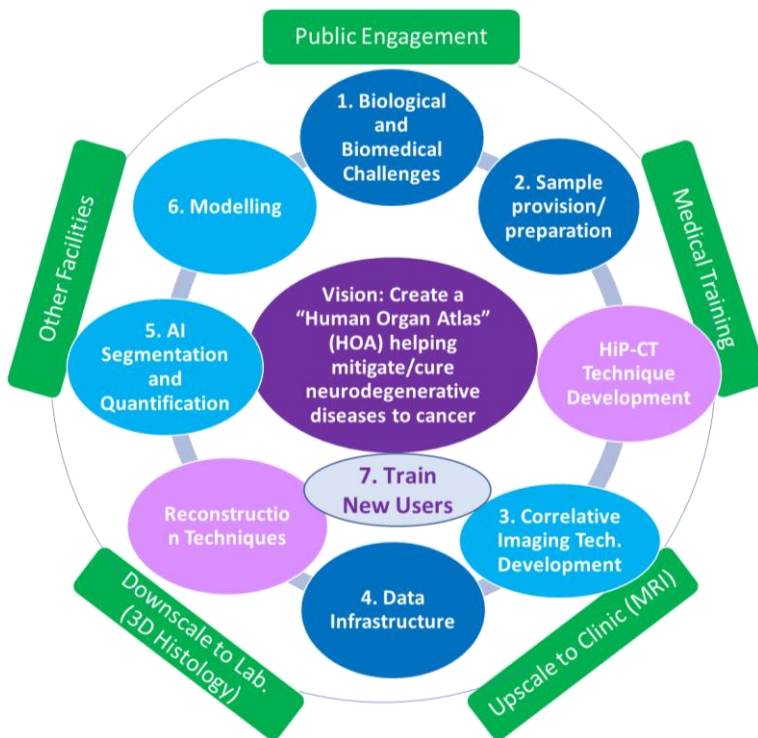 Public Engagement
1. Biological
and
Biomedical
Challenges
2. Sample
provision/
preparation
Medical Training
HiP-CT
Technique
Development
3. Correlative
Imaging Tech.
Development
Upscale to Clinic (MRI)
4. Data
Infrastructure
Downscale to Lab.
(3D Histology)
Reconstructio
n Techniques
5. AI
Segmentation
and
Quantification
Other Facilities
6. Modelling
Vision: Create a
“Human Organ Atlas”
(HOA) helping
mitigate/cure
neurodegenerative
diseases to cancer
7. Train
New Users